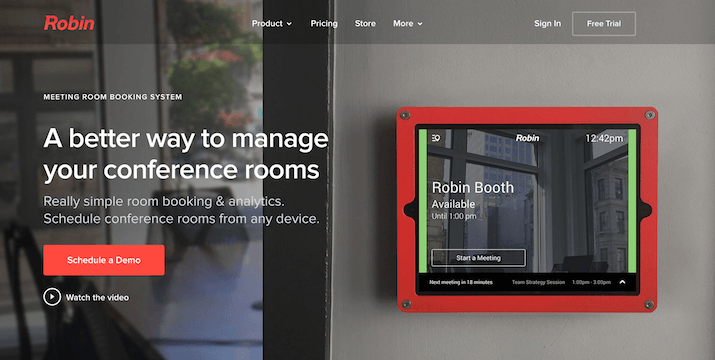 Robin
Product
Pricing
Store
More
Sign In
Free Trial
MEETING ROOM BOOKING SYSTEM
A better way to manage
your conference rooms
Really simple room booking & analytics.
Schedule conference rooms from any device.
Schedule a Demo
Watch the video
Robin
12:42pm
Robin Booth
Available
Until 1:00 pm
Start a Meeting
Next meeting in 18 minutes
Team Strategy Session
1:00pm - 3:00pm